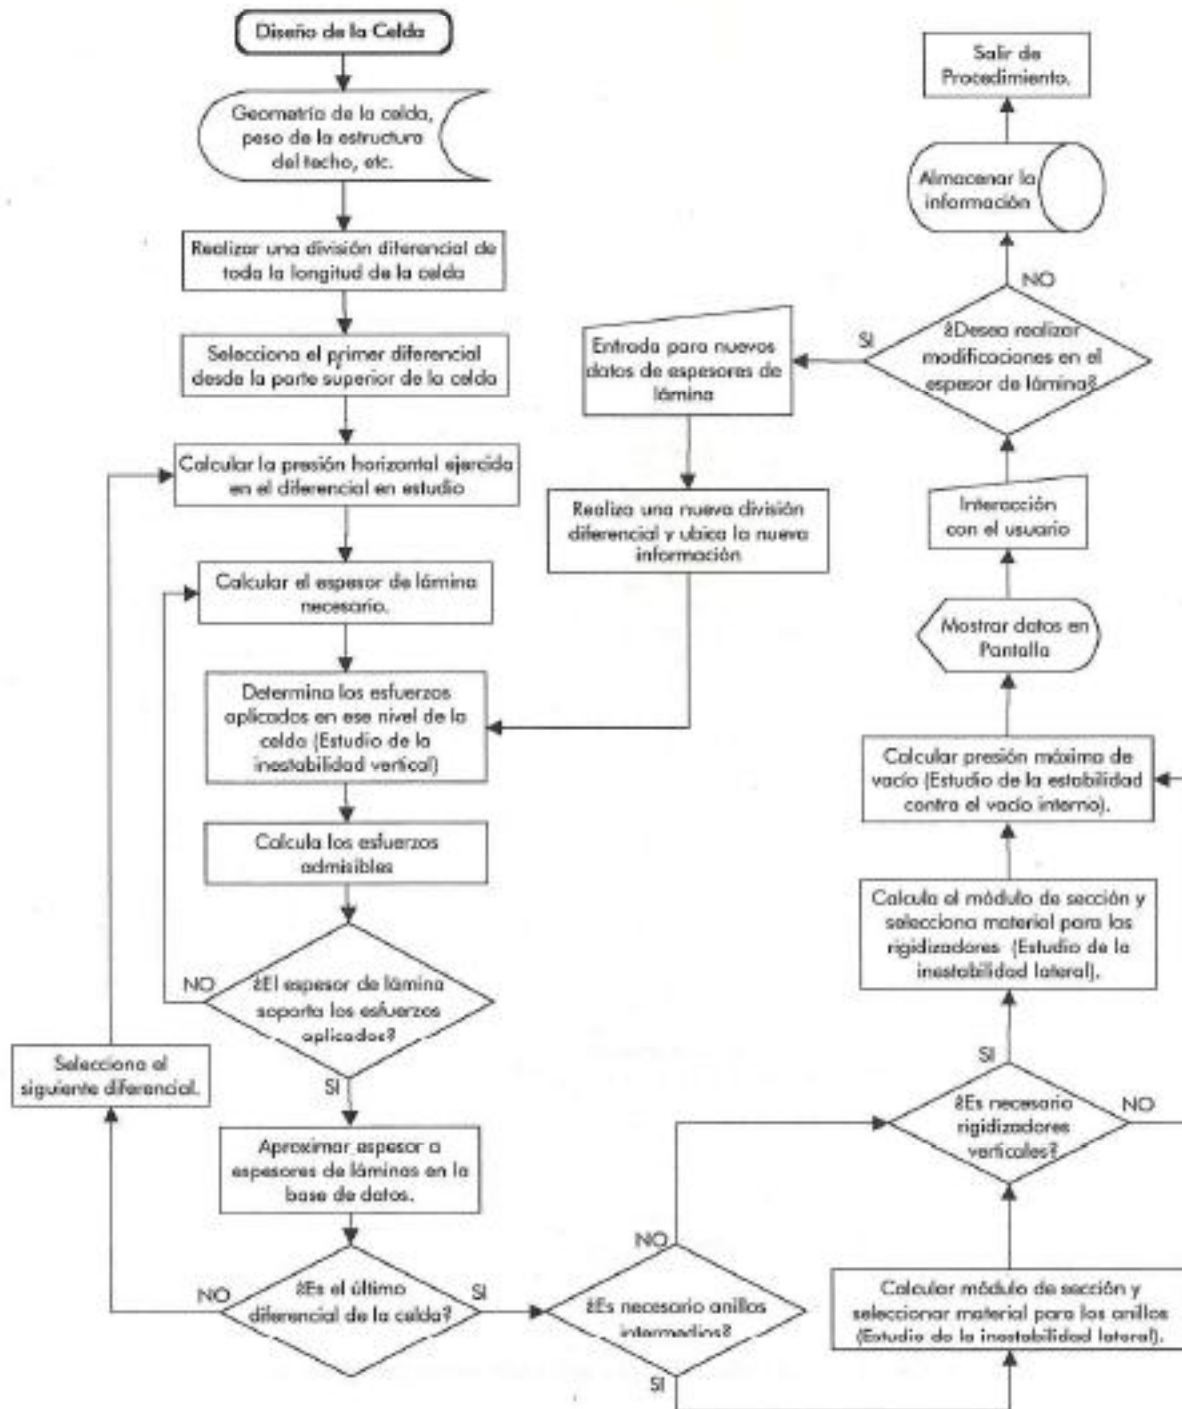 Diseño de la Celda
Geometría de la celda,
peso de la estructura
del techo, etc.
Realizar una división diferencial de
toda la longitud de la celda
Selecciona el primer diferencial
desde la parte superior de la celda
Calcular la presión horizontal ejercida
en el diferencial en estudio
Calcular el espesor de lámina
necesario.
Determina los esfuerzos
aplicados en ese nivel de la
celda (Estudio de la
inestabilidad vertical)
Calcula los esfuerzos
admisibles
NO
¿El espesor de lámina
soporta los esfuerzos
aplicados?
SI
Selecciona el
siguiente diferencial.
Aproximar espesor a
espesores de láminas en la
base de datos.
NO
¿Es el último
diferencial de la celda?
SI
NO
¿Es necesario anillos
intermedios?
SI
Calcular módulo de sección y
seleccionar material para los anillos
(Estudio de la inestabilidad lateral).
SI
¿Es necesario
rigidizadores
verticales?
NO
Calcula el módulo de sección y
selecciona material para los
rigidizadores (Estudio de la
inestabilidad lateral).
Calcular presión máxima de
vacío (Estudio de la estabilidad
contra el vacío interno).
Mostrar datos en
Pantalla
Interacción
con el usuario
¿Desea realizar
modificaciones en el
espesor de lámina?
SI
NO
Entrada para nuevos
datos de espesores de
lámina
Realiza una nueva división
diferencial y ubica la nueva
información
Almacenar la
información
Salir de
Procedimiento.